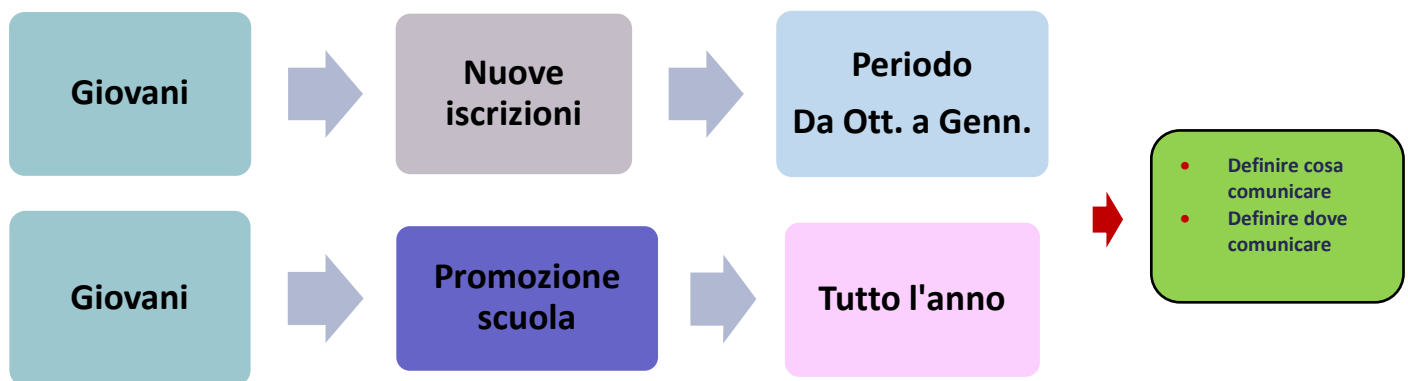 Giovani
Nuove
iscrizioni
Periodo
Da Ott. a Genn.
Giovani
Promozione
scuola
Tutto l'anno
• Definire cosa
comunicare
• Definire dove
comunicare